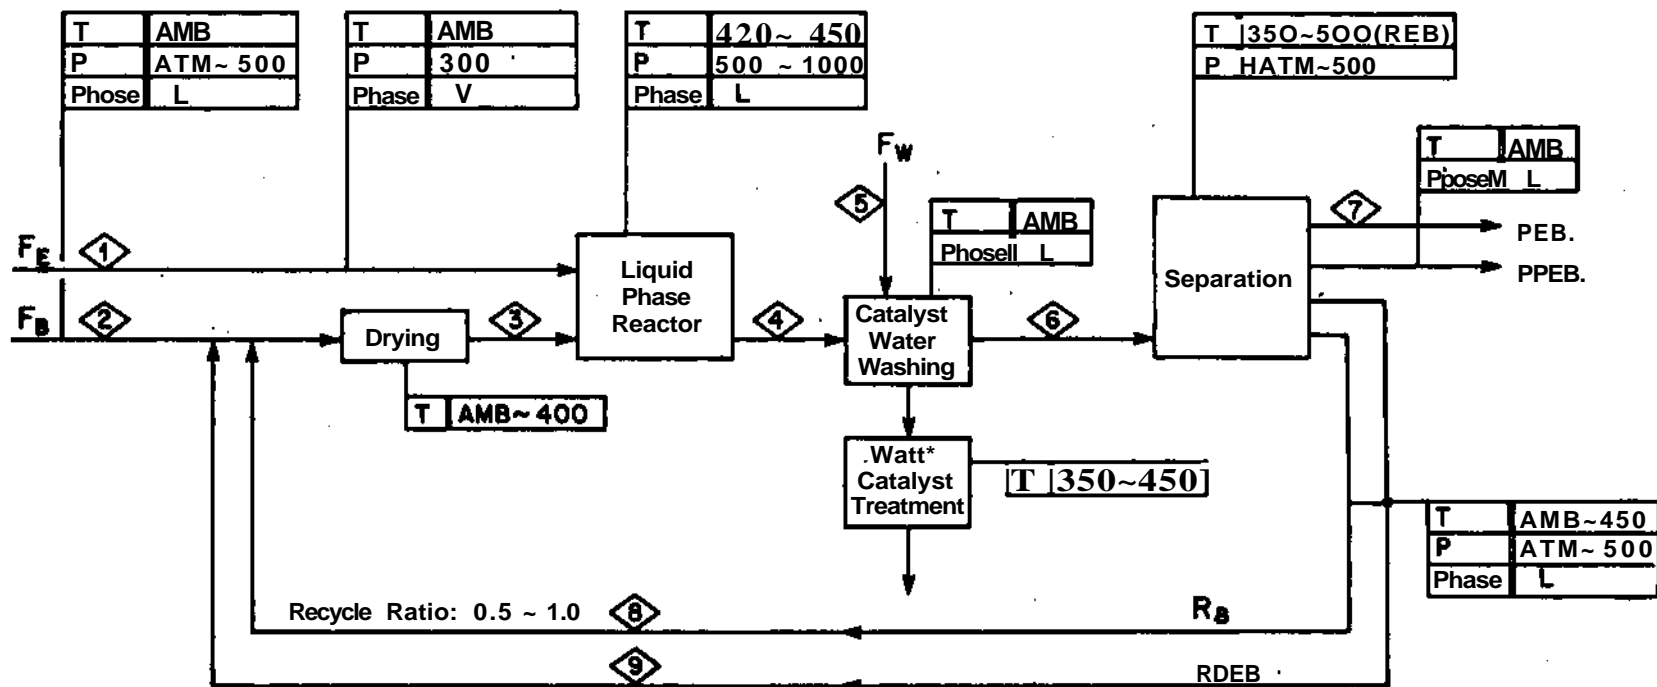 T AMB
P ATM~ 500
Phose L
T AMB
P 300
Phase V
T 420~ 450
P 500 ~1000
Phase L
T |35O~5OO(REB)
P HATM~500
T AMB
PposeM L
FW
5
T AMB
Phosell L
7
PEB.
PPEB.
FE
1
Liquid
Phase
Reactor
Separation
FB
2
Drying
3
4
Catalyst
Water
Washing
6
T AMB~ 400
.Watt*
Catalyst
Treatment
|T |350~450|
T AMB~450
P ATM~ 500
Phase L
Recycle Ratio: 0.5 ~ 1.0
8
RB
9
RDEB